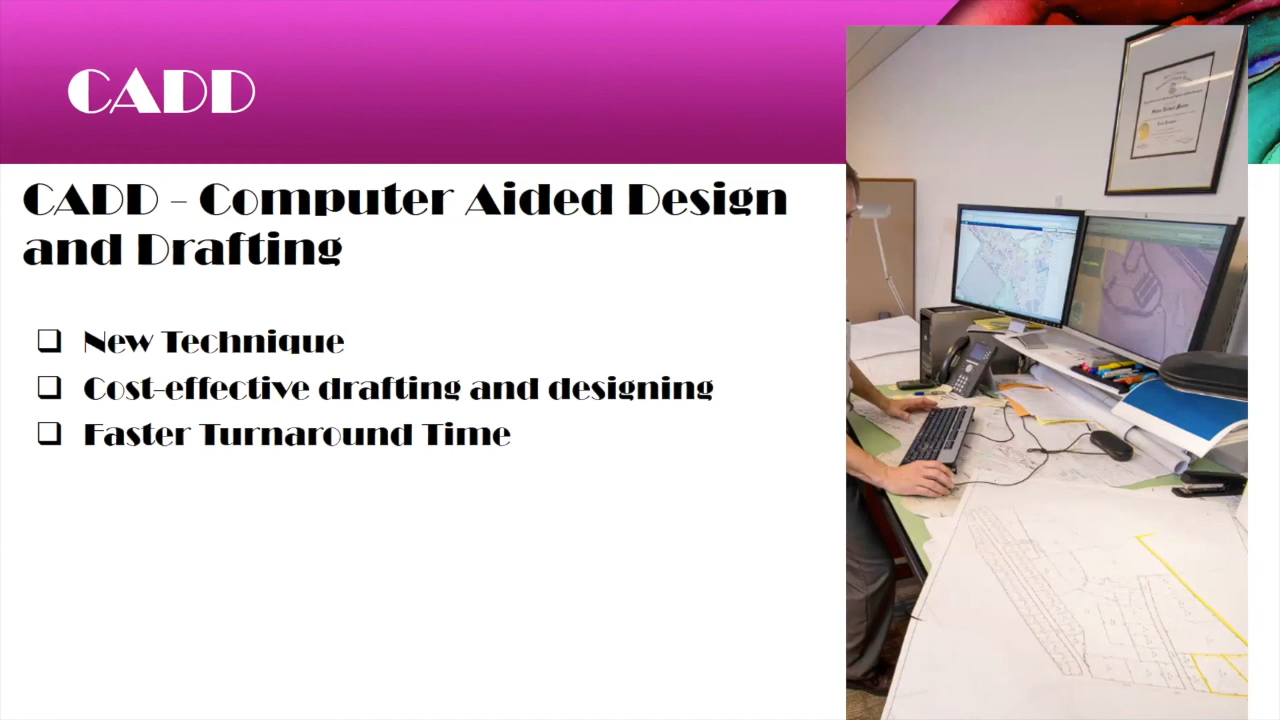 CADD
CADD - Computer Aided Design
and Drafting
❑ New Technique
❑ Cost-effective drafting and designing
❑ Faster Turnaround Time